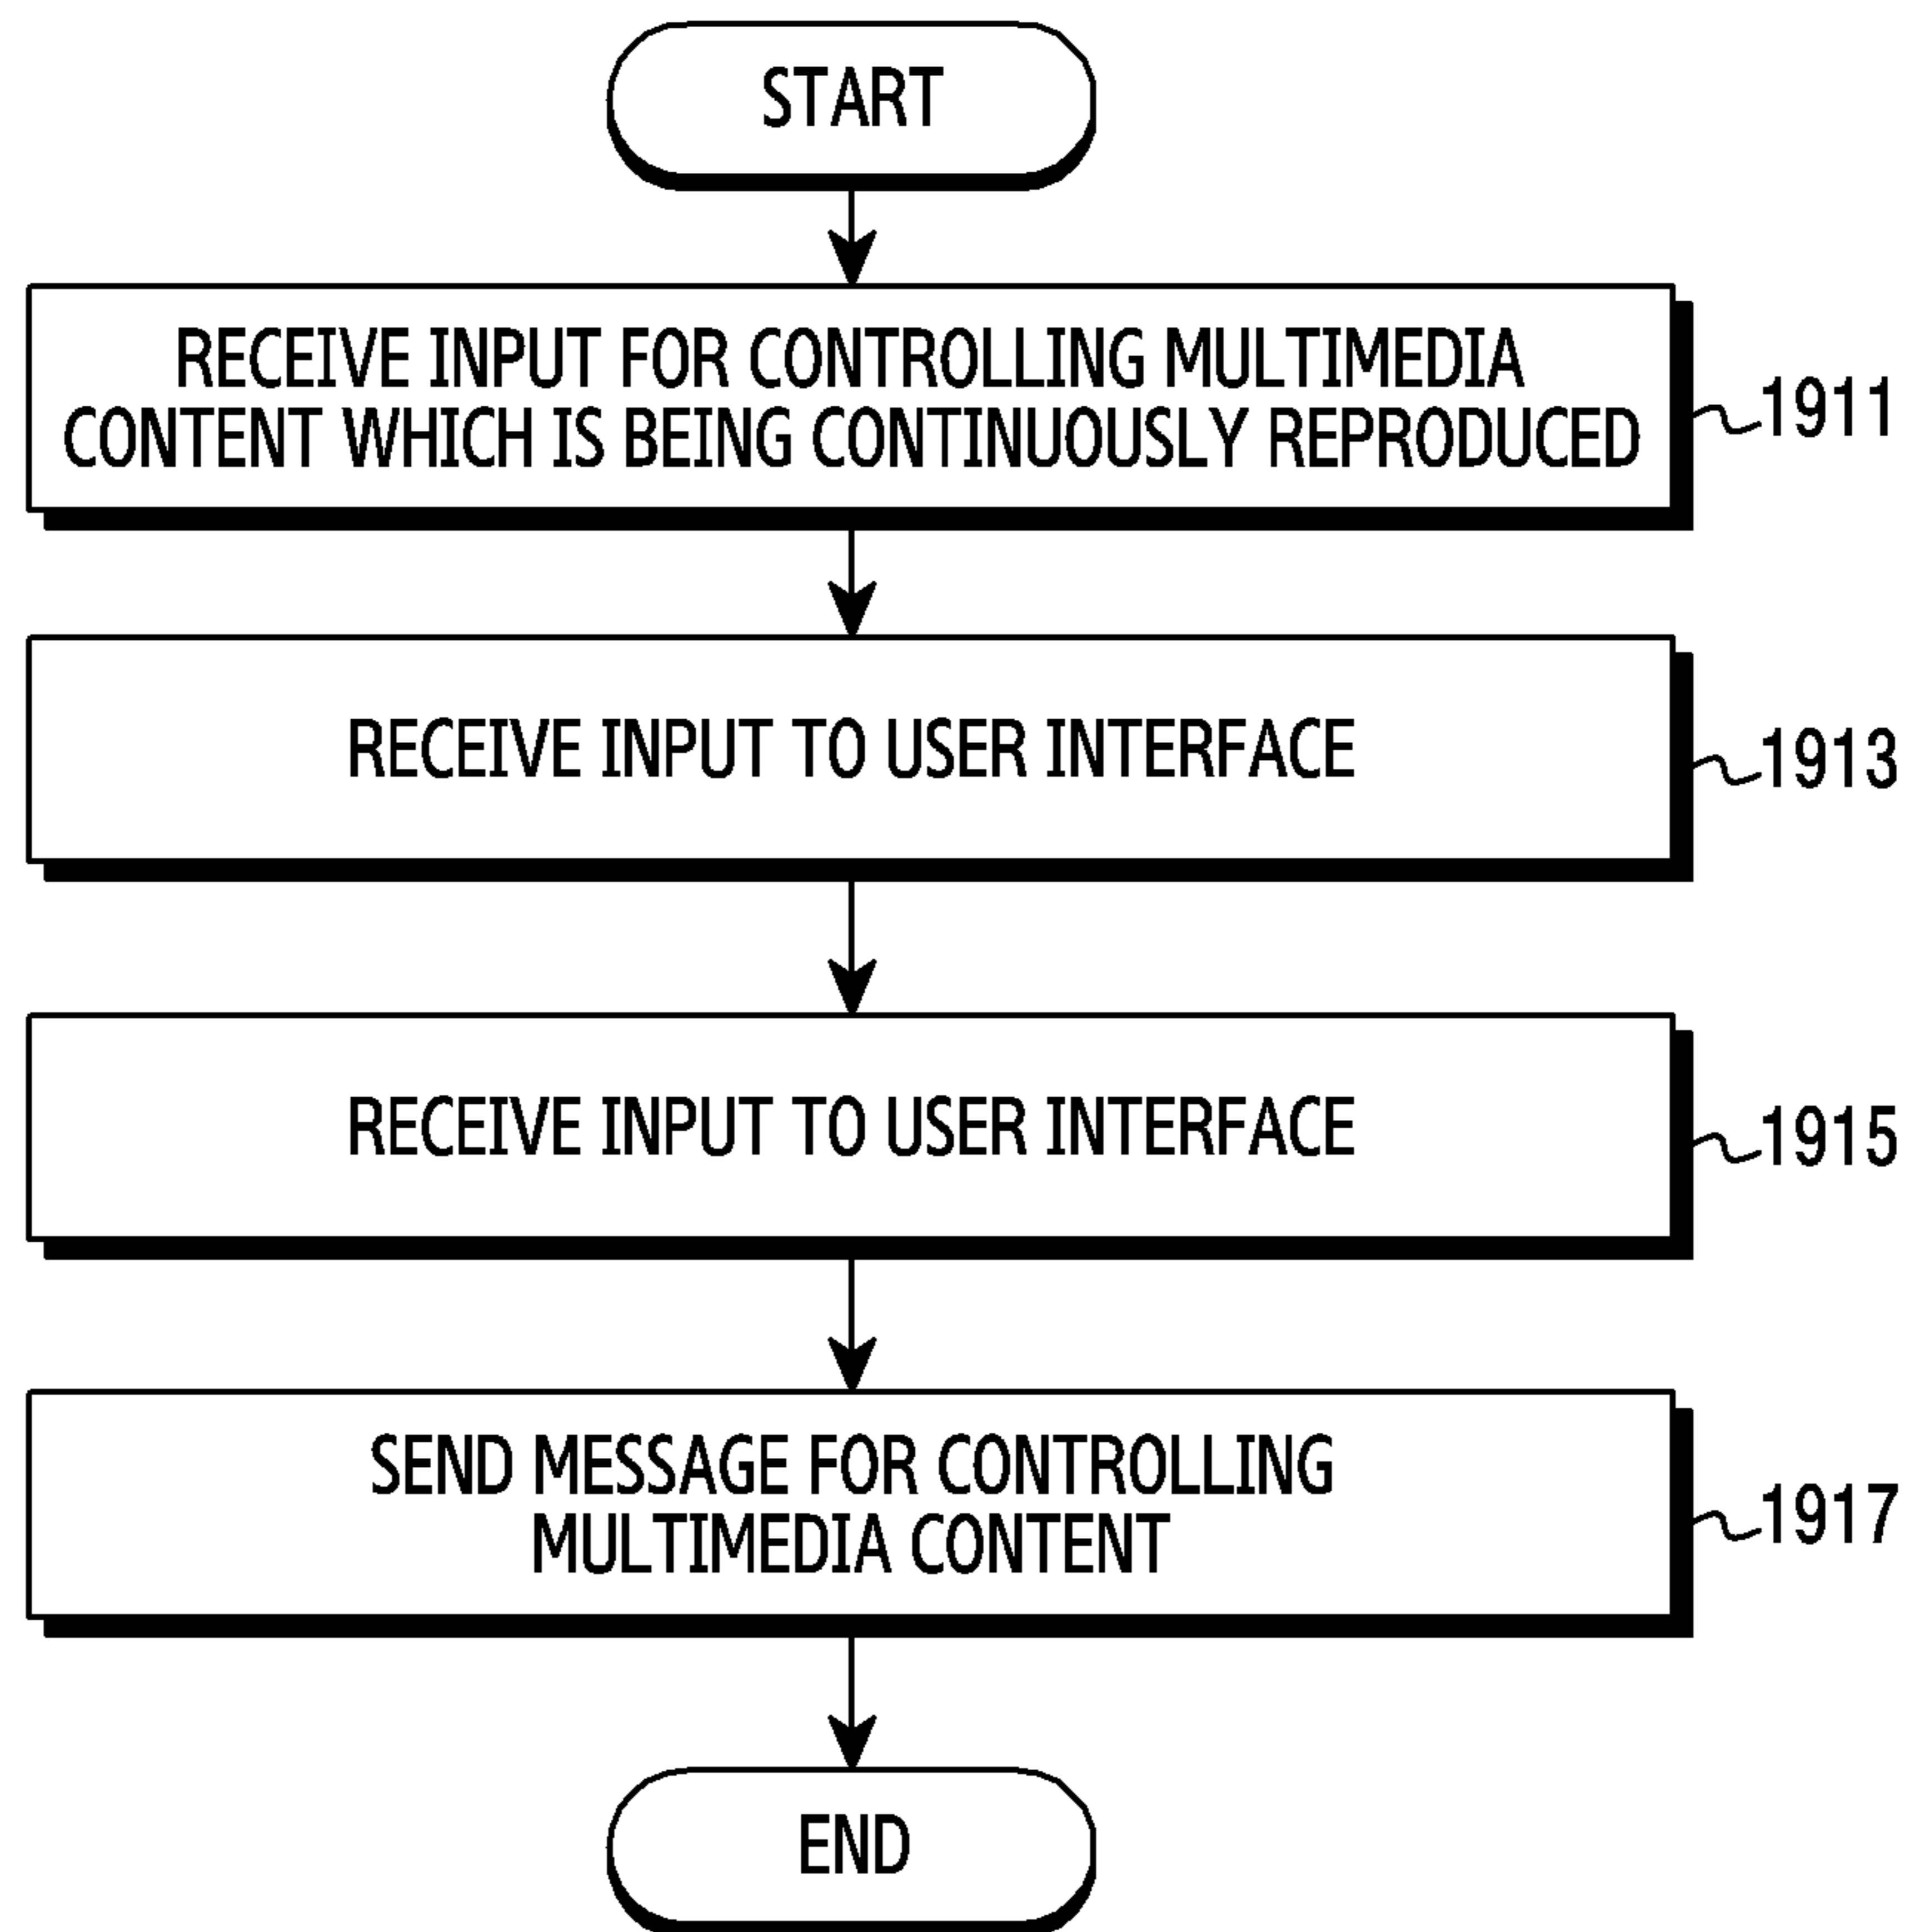 START
RECEIVE INPUT FOR CONTROLLING MULTIMEDIA
CONTENT WHICH IS BEING CONTINUOUSLY REPRODUCED
1911
RECEIVE INPUT TO USER INTERFACE
1913
RECEIVE INPUT TO USER INTERFACE
1915
SEND MESSAGE FOR CONTROLLING
MULTIMEDIA CONTENT
1917
END